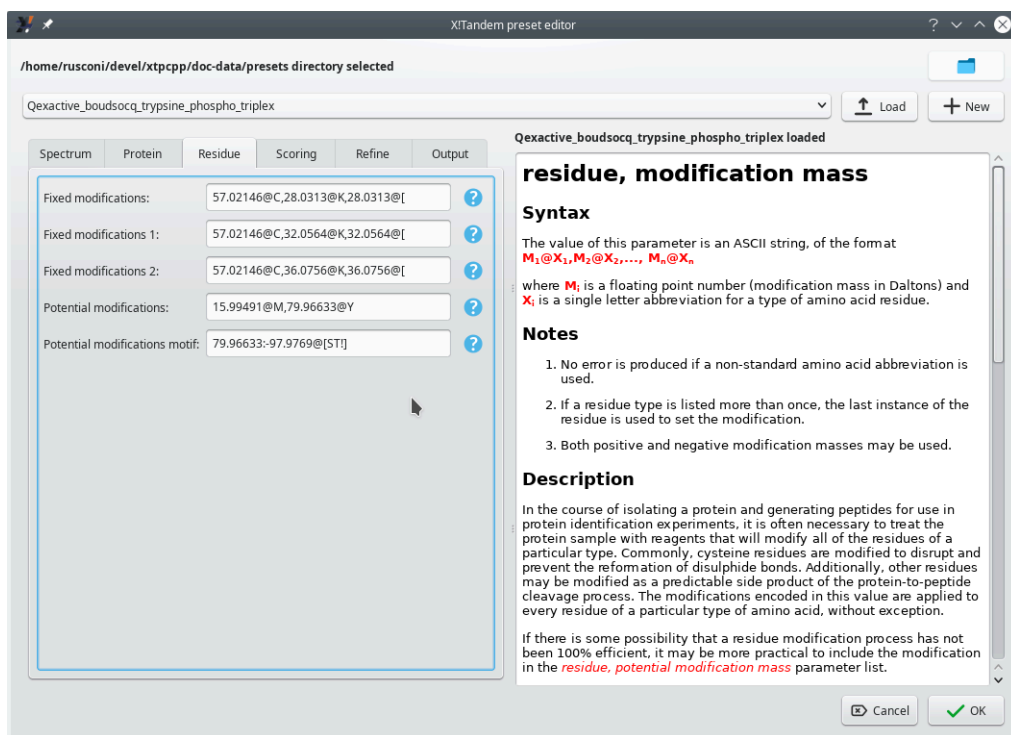 X!Tandem preset editor
/home/rusconi/devel/xtpcpp/doc-data/presets directory selected
Qexactive_boudsocq_trypsine_phospho_triplex
Load
New
Spectrum Protein Residue Scoring Refine Output
Fixed modifications: 57.02146@C,28.0313@K,28.0313@[
Fixed modifications 1: 57.02146@C,32.0564@K,32.0564@[
Fixed modifications 2: 57.02146@C,36.0756@K,36.0756@[
Potential modifications: 15.99491@M,79.96633@Y
Potential modifications motif: 79.96633:-97.9769@[ST!]
Qexactive_boudsocq_trypsine_phospho_triplex loaded
residue, modification mass
Syntax
The value of this parameter is an ASCII string, of the format
M₁@X₁,M₂@X₂,..., Mₙ@Xₙ
where Mᵢ is a floating point number (modification mass in Daltons) and
Xᵢ is a single letter abbreviation for a type of amino acid residue.
Notes
1. No error is produced if a non-standard amino acid abbreviation is
used.
2. If a residue type is listed more than once, the last instance of the
residue is used to set the modification.
3. Both positive and negative modification masses may be used.
Description
In the course of isolating a protein and generating peptides for use in
protein identification experiments, it is often necessary to treat the
protein sample with reagents that will modify all of the residues of a
particular type. Commonly, cysteine residues are modified to disrupt and
prevent the reformation of disulphide bonds. Additionally, other residues
may be modified as a predictable side product of the protein-to-peptide
cleavage process. The modifications encoded in this value are applied to
every residue of a particular type of amino acid, without exception.
If there is some possibility that a residue modification process has not
been 100% efficient, it may be more practical to include the modification
in the residue, potential modification mass parameter list.
Cancel
OK